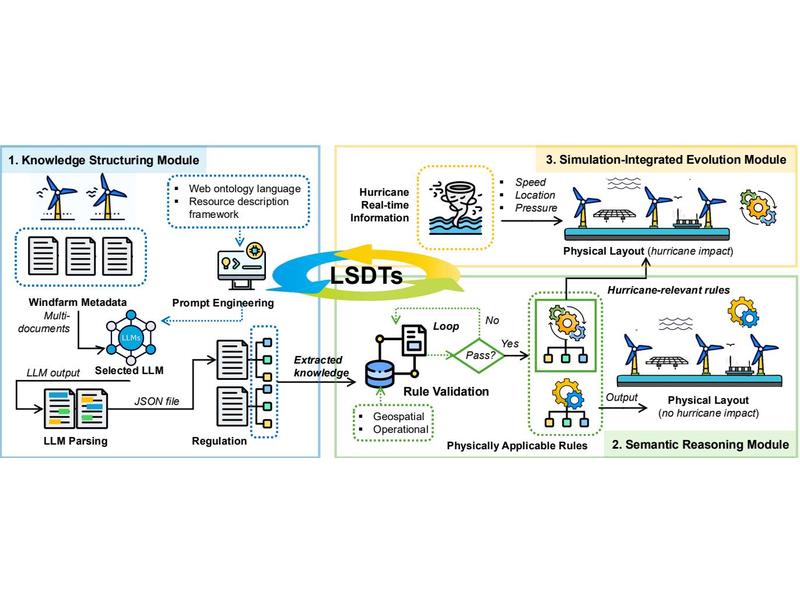 1. Knowledge Structuring Module
▪ Web ontology language
▪ Resource description
framework
Windfarm Metadata
Prompt Engineering
Multi-
documents
LLMs
Selected LLM
LLM output
JSON file
LLM Parsing
Regulation
Extracted
knowledge
LSDTs
3. Simulation-Integrated Evolution Module
Hurricane
Real-time
Information
▪ Speed
▪ Location
▪ Pressure
Physical Layout (hurricane impact)
Hurricane-relevant rules
Loop
No
Pass?
Yes
Rule Validation
▪ Geospatial
▪ Operational
Physically Applicable Rules
Output
Physical Layout
(no hurricane impact)
2. Semantic Reasoning Module